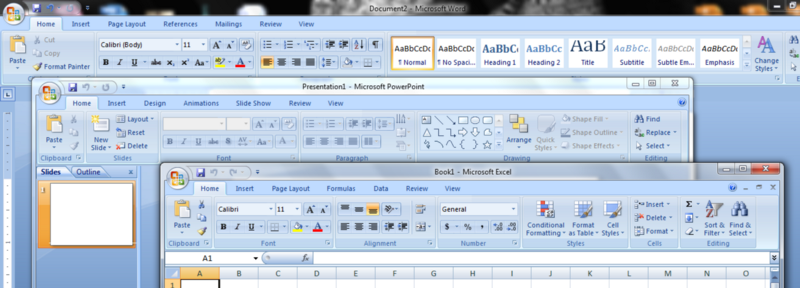 Document2 - Microsoft Word
Home Insert Page Layout References Mailings Review View
Cut
Copy
Format Painter
Paste
Clipboard
Calibri (Body) 11
Font
Paragraph
AaBbCcDc AaBbCcDc AaBbCc AaBbCc AaB AaBbCc. AaBbCcDc AaBbCcDc
¶ Normal ¶ No Spaci... Heading 1 Heading 2 Title Subtitle Subtle Em... Emphasis
Change Styles
Styles
Presentation1 - Microsoft PowerPoint
Home Insert Design Animations Slide Show Review View
Paste
Clipboard
New Slide
Layout
Reset
Delete
Slides
Font
Paragraph
Arrange
Quick Styles
Shape Fill
Shape Outline
Shape Effects
Drawing
Find
Replace
Select
Editing
Slides Outline
1
Book1 - Microsoft Excel
Home Insert Page Layout Formulas Data Review View
Paste
Clipboard
Calibri 11
Font
Alignment
General
$ % ,
Number
Conditional Formatting
Format as Table
Cell Styles
Styles
Insert
Delete
Format
Cells
Sort & Filter
Find & Select
Editing
A1 fx
A B C D E F G H I J K L M N O
1